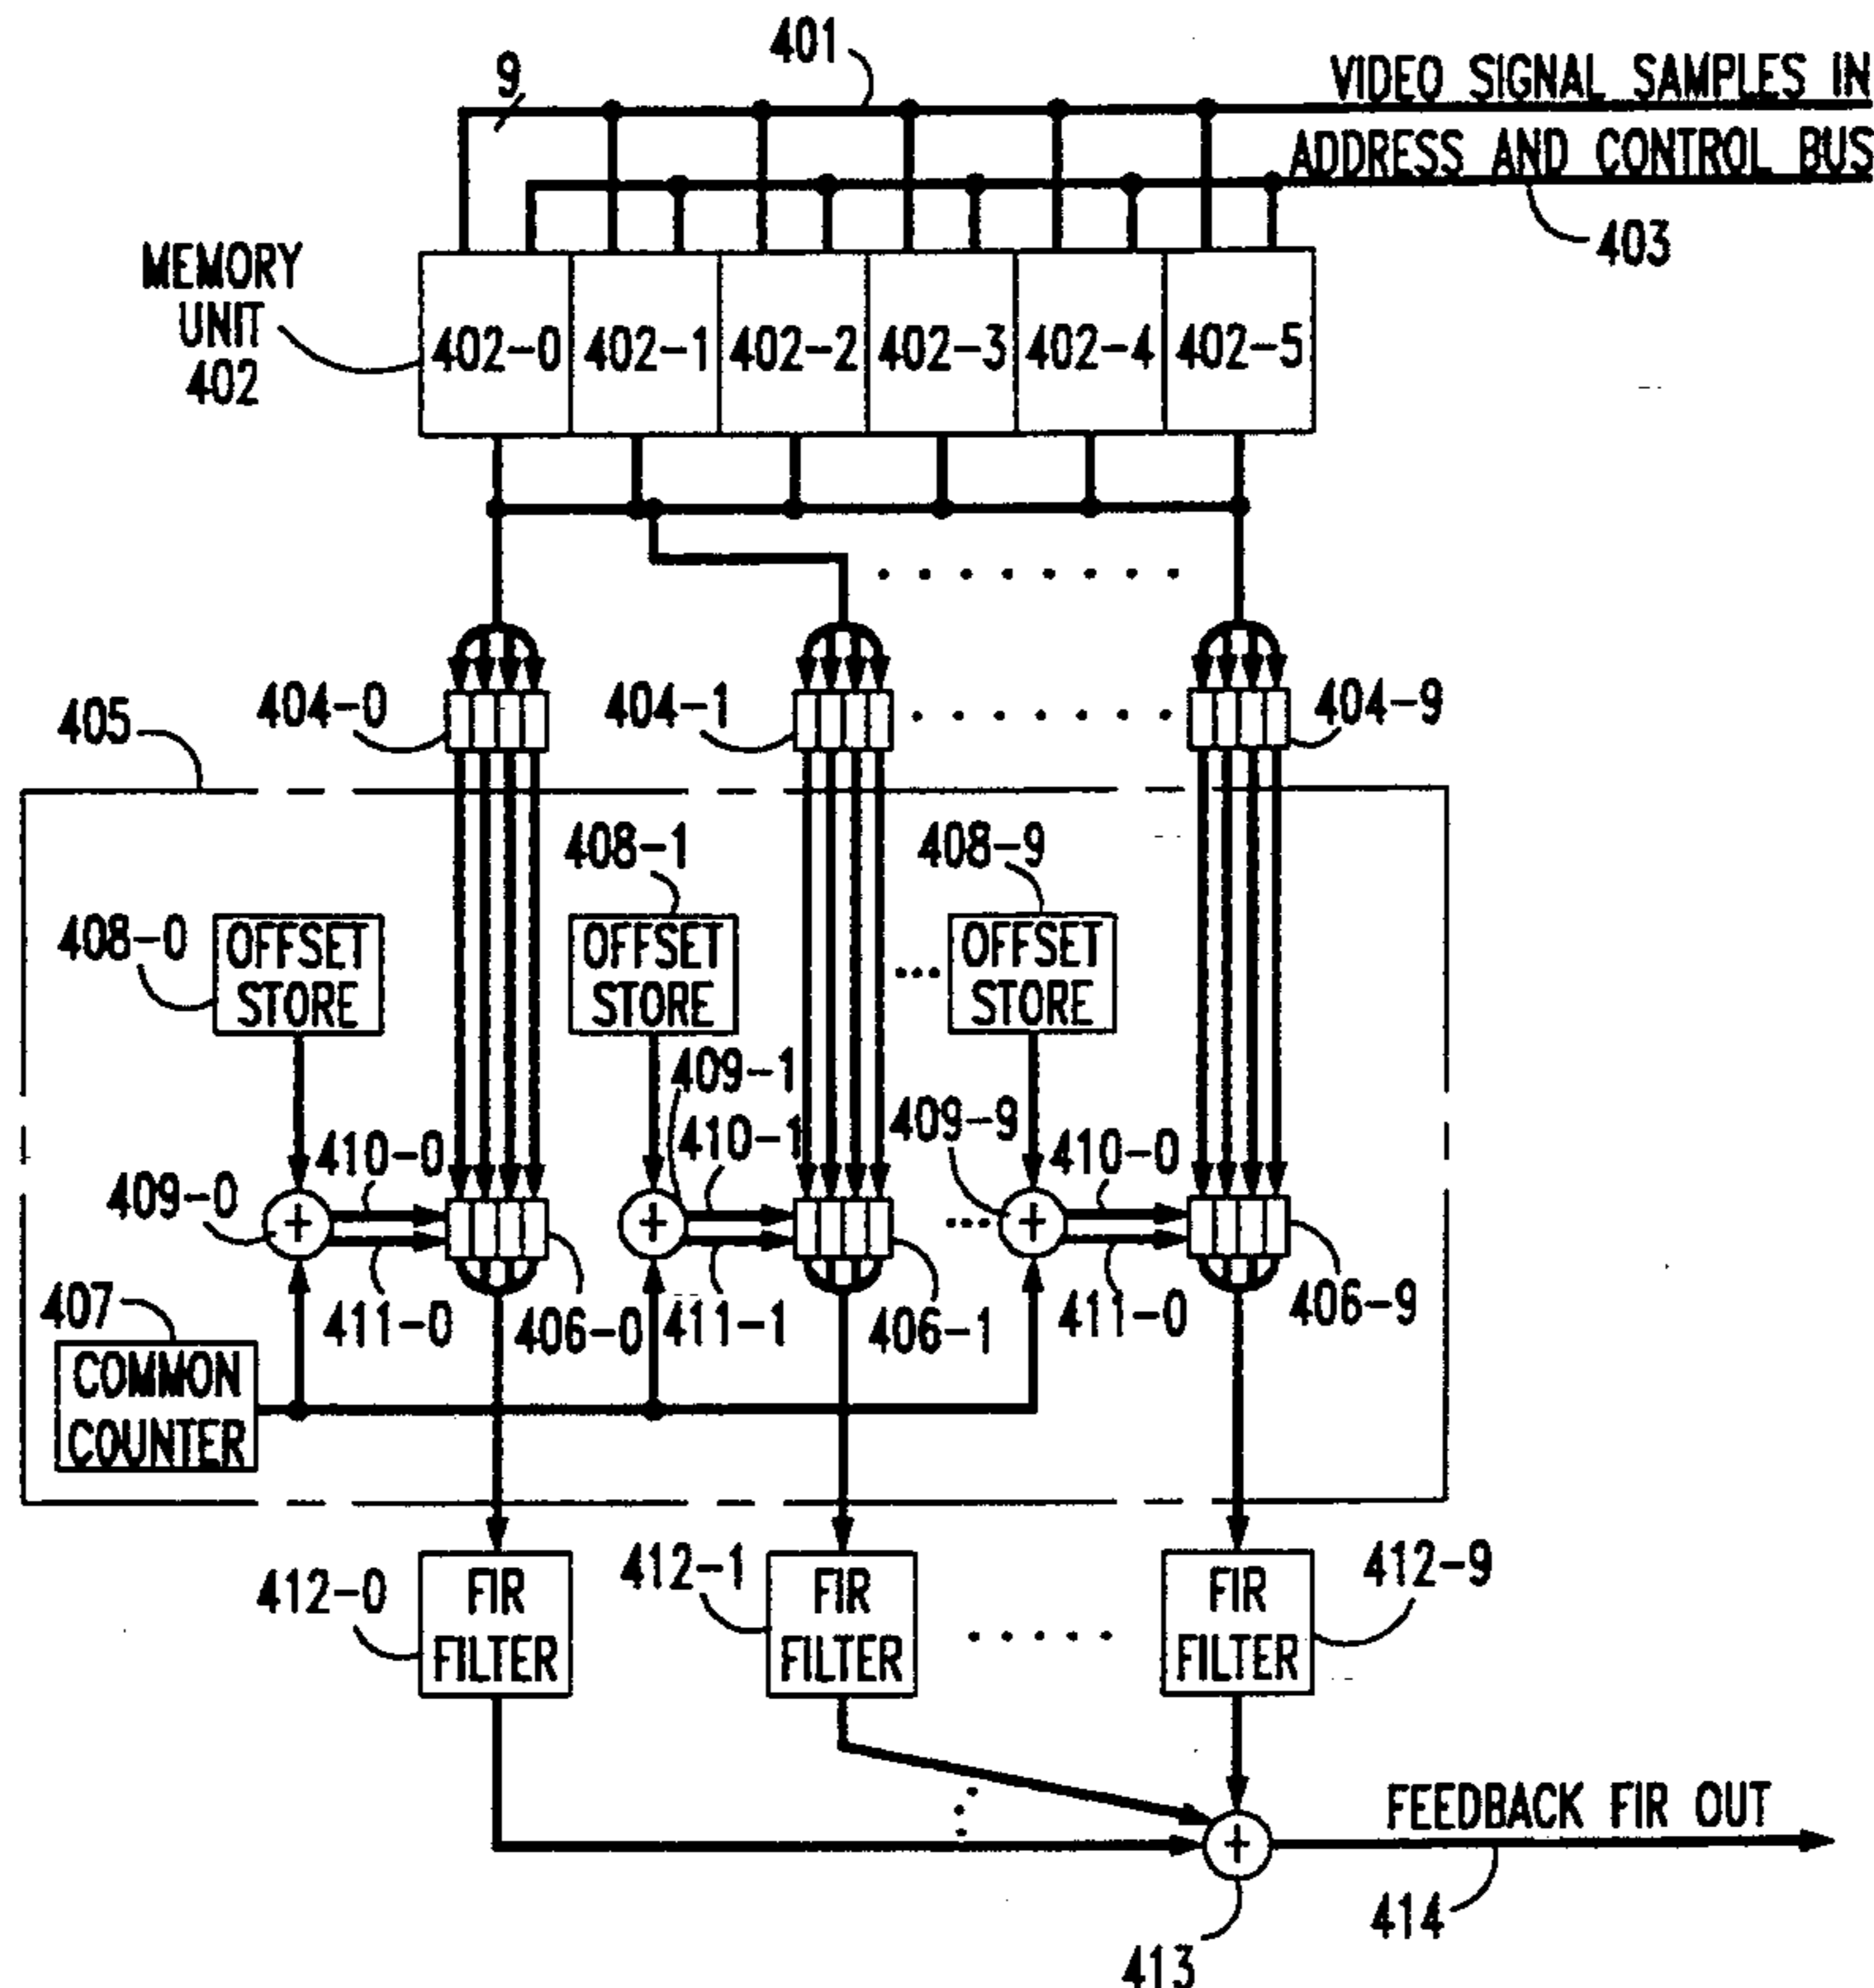 401
9
VIDEO SIGNAL SAMPLES IN
ADDRESS AND CONTROL BUS
403
MEMORY
UNIT
402
402-0
402-1
402-2
402-3
402-4
402-5
404-0
404-1
404-9
405
408-0
OFFSET
STORE
408-1
OFFSET
STORE
408-9
OFFSET
STORE
409-0
410-0
411-0
406-0
409-1
410-1
411-1
406-1
409-9
410-0
411-0
406-9
407
COMMON
COUNTER
412-0
FIR
FILTER
412-1
FIR
FILTER
412-9
FIR
FILTER
FEEDBACK FIR OUT
414
413